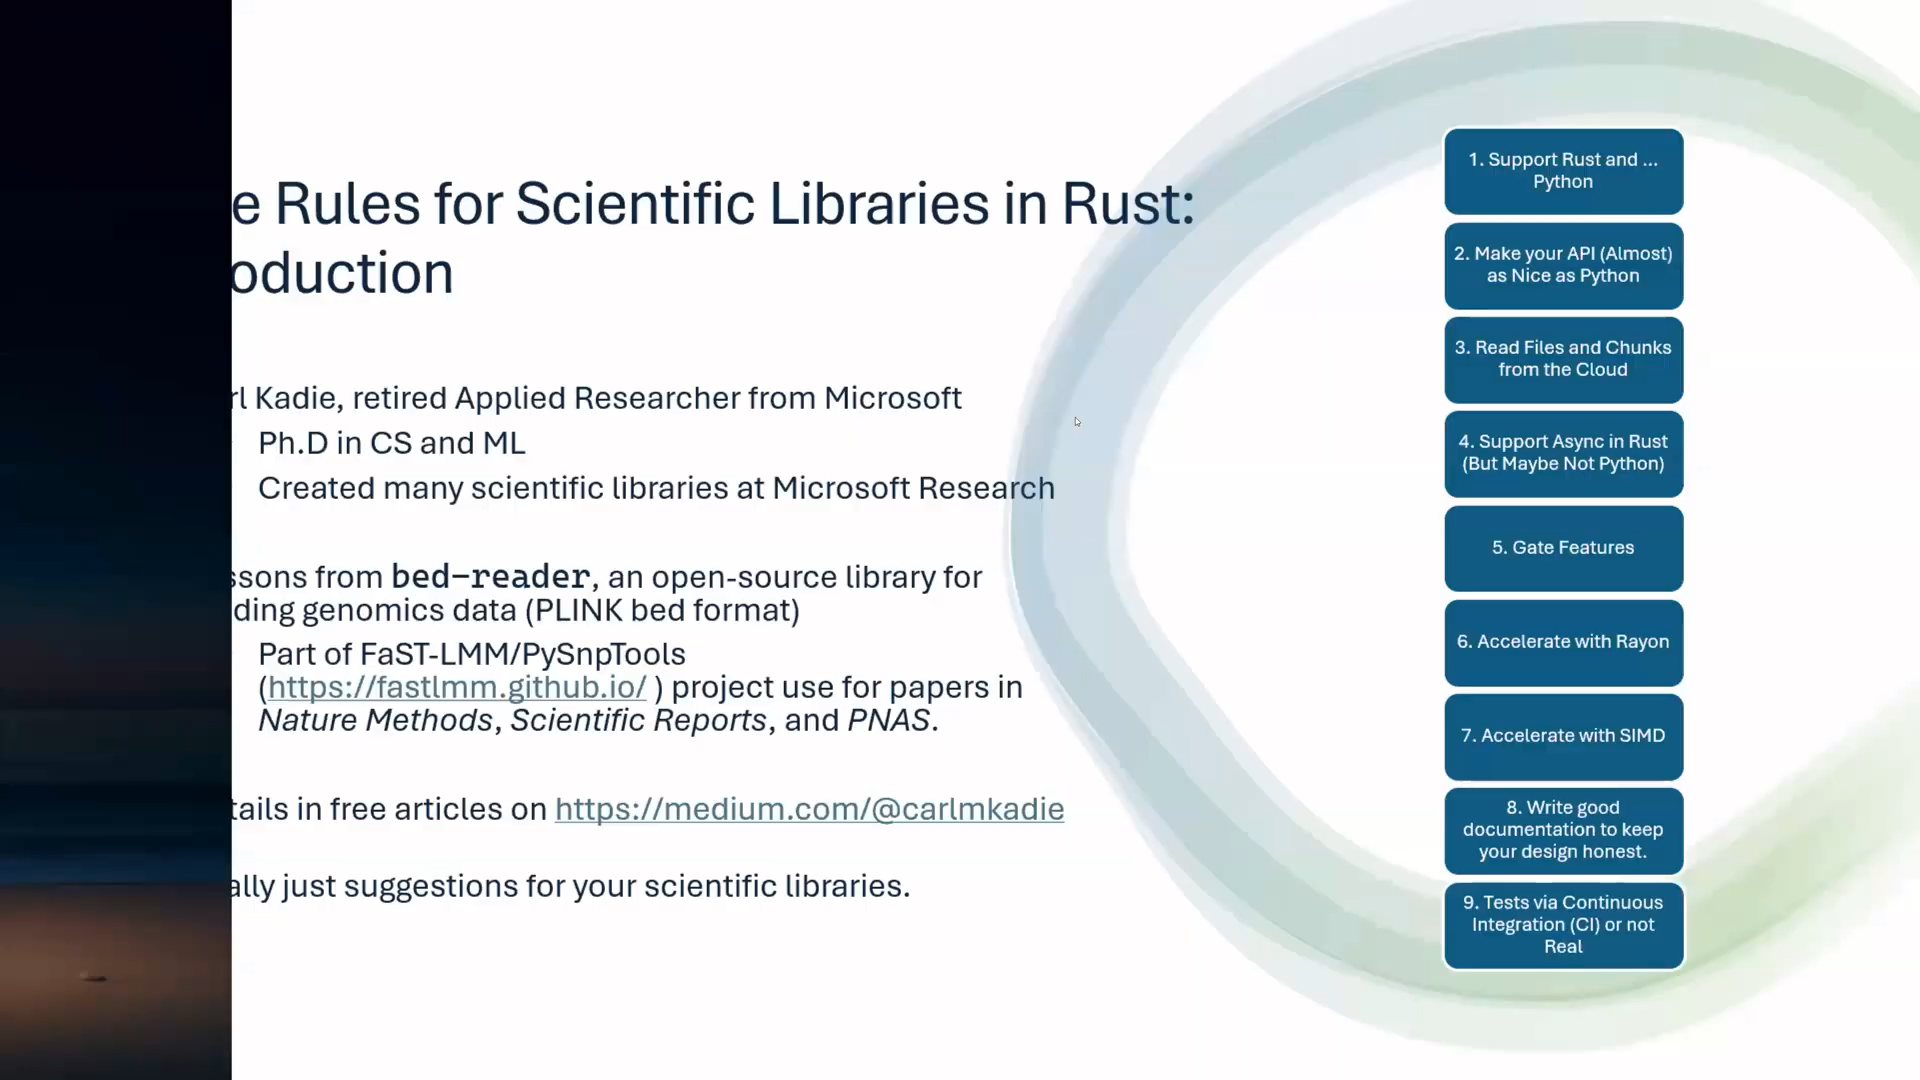 e Rules for Scientific Libraries in Rust:
oduction
rl Kadie, retired Applied Researcher from Microsoft
Ph.D in CS and ML
Created many scientific libraries at Microsoft Research
ssons from bed-reader, an open-source library for
ding genomics data (PLINK bed format)
Part of FaST-LMM/PySnpTools
(https://fastlmm.github.io/ ) project use for papers in
Nature Methods, Scientific Reports, and PNAS.
tails in free articles on https://medium.com/@carlmkadie
ally just suggestions for your scientific libraries.
1. Support Rust and ...
Python
2. Make your API (Almost)
as Nice as Python
3. Read Files and Chunks
from the Cloud
4. Support Async in Rust
(But Maybe Not Python)
5. Gate Features
6. Accelerate with Rayon
7. Accelerate with SIMD
8. Write good
documentation to keep
your design honest.
9. Tests via Continuous
Integration (CI) or not
Real